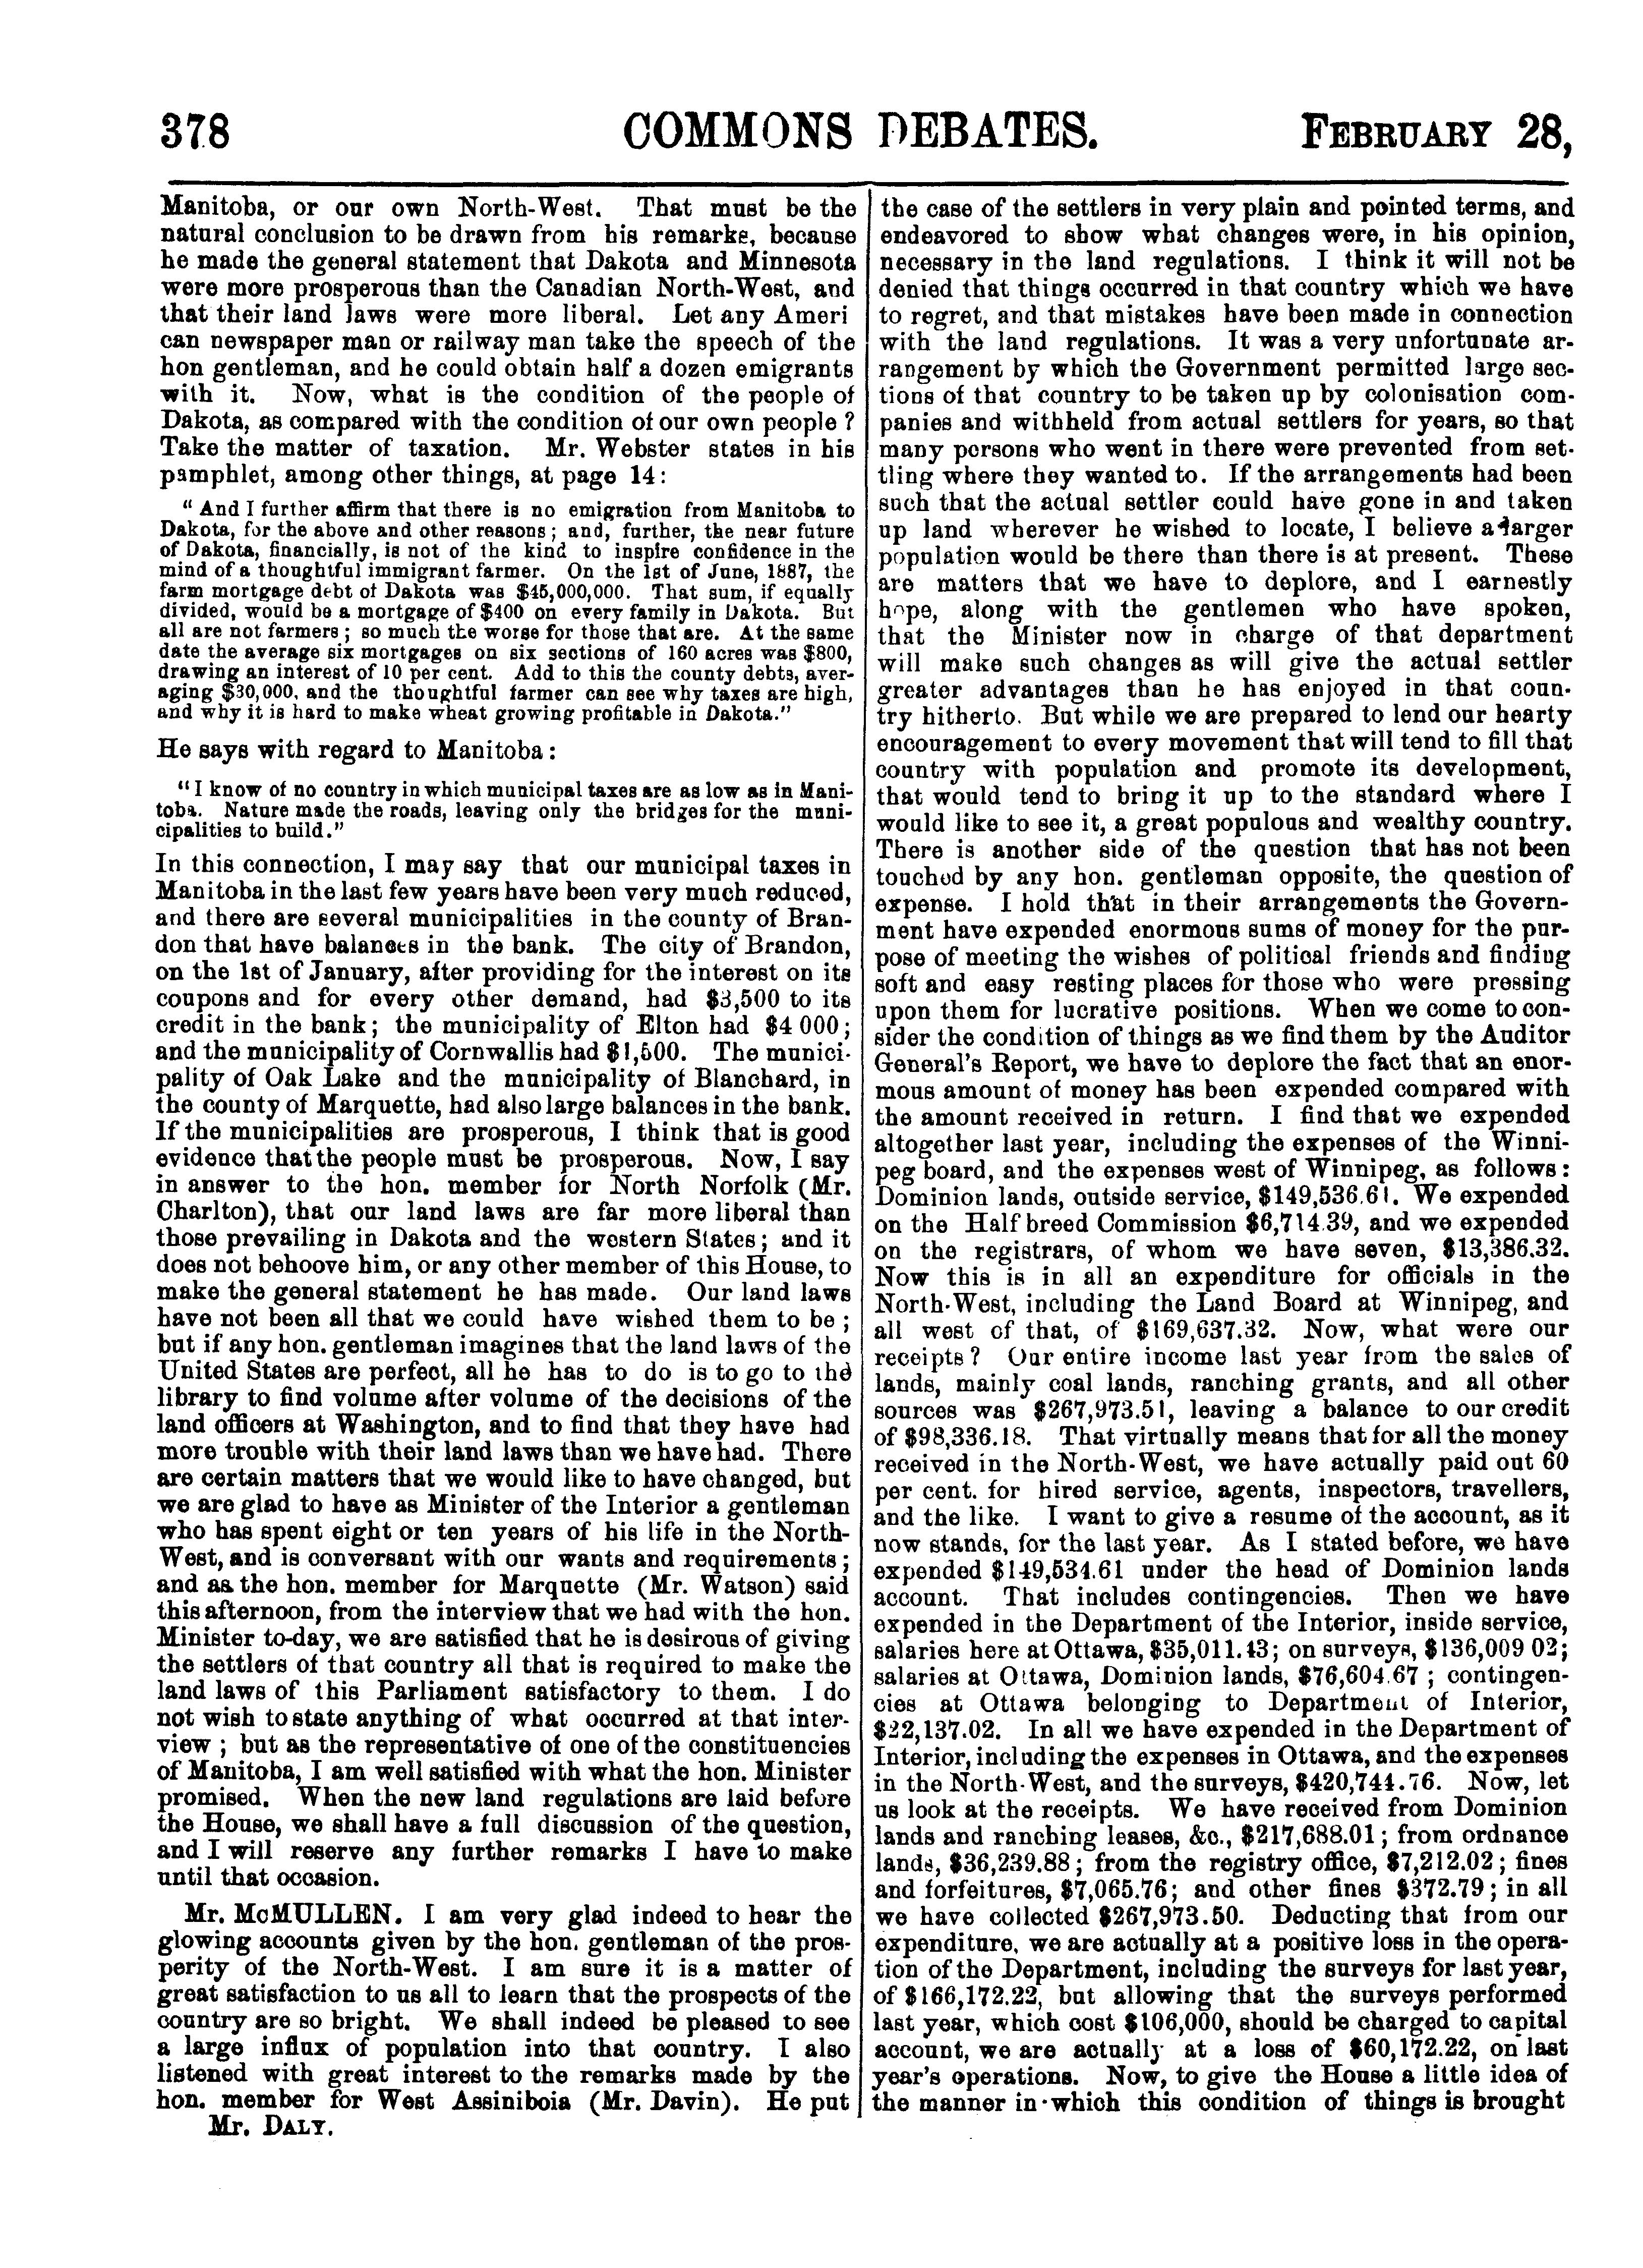 378 COMMONS DEBATES. FEBRUARY 28,
Manitoba, or our own North-West. That must be the
natural conclusion to be drawn from his remarks, because
he made the general statement that Dakota and Minnesota
were more prosperous than the Canadian North-West, and
that their land laws were more liberal. Let any Ameri
can newspaper man or railway man take the speech of the
hon gentleman, and he could obtain half a dozen emigrants
with it. Now, what is the condition of the people of
Dakota, as compared with the condition of our own people ?
Take the matter of taxation. Mr. Webster states in his
pamphlet, among other things, at page 14:
" And I further affirm that there is no emigration from Manitoba to
Dakota, for the above and other reasons ; and, further, the near future
of Dakota, financially, is not of the kind to inspire confidence in the
mind of a thoughtful immigrant farmer. On the 1st of June, 1887, the
farm mortgage debt of Dakota was $45,000,000. That sum, if equally
divided, would be a mortgage of $400 on every family in Dakota. But
all are not farmers ; so much the worse for those that are. At the same
date the average six mortgages on six sections of 160 acres was $800,
drawing an interest of 10 per cent. Add to this the county debts, aver-
aging $30,000, and the thoughtful farmer can see why taxes are high,
and why it is hard to make wheat growing profitable in Dakota."
He says with regard to Manitoba:
" I know of no country in which municipal taxes are as low as in Mani-
toba. Nature made the roads, leaving only the bridges for the muni-
cipalities to build."
In this connection, I may say that our municipal taxes in
Manitoba in the last few years have been very much reduced,
and there are several municipalities in the county of Bran-
don that have balances in the bank. The city of Brandon,
on the 1st of January, after providing for the interest on its
coupons and for every other demand, had $3,500 to its
credit in the bank; the municipality of Elton had $4 000;
and the municipality of Cornwallis had $1,500. The munici-
pality of Oak Lake and the municipality of Blanchard, in
the county of Marquette, had also large balances in the bank.
If the municipalities are prosperous, I think that is good
evidence that the people must be prosperous. Now, I say
in answer to the hon. member for North Norfolk (Mr.
Charlton), that our land laws are far more liberal than
those prevailing in Dakota and the western States; and it
does not behoove him, or any other member of this House, to
make the general statement he has made. Our land laws
have not been all that we could have wished them to be ;
but if any hon. gentleman imagines that the land laws of the
United States are perfect, all he has to do is to go to the
library to find volume after volume of the decisions of the
land officers at Washington, and to find that they have had
more trouble with their land laws than we have had. There
are certain matters that we would like to have changed, but
we are glad to have as Minister of the Interior a gentleman
who has spent eight or ten years of his life in the North-
West, and is conversant with our wants and requirements ;
and as the hon. member for Marquette (Mr. Watson) said
this afternoon, from the interview that we had with the hon.
Minister to-day, we are satisfied that he is desirous of giving
the settlers of that country all that is required to make the
land laws of this Parliament satisfactory to them. I do
not wish to state anything of what occurred at that inter-
view ; but as the representative of one of the constituencies
of Manitoba, I am well satisfied with what the hon. Minister
promised. When the new land regulations are laid before
the House, we shall have a full discussion of the question,
and I will reserve any further remarks I have to make
until that occasion.
Mr. McMULLEN. I am very glad indeed to hear the
glowing accounts given by the hon. gentleman of the pros-
perity of the North-West. I am sure it is a matter of
great satisfaction to us all to learn that the prospects of the
country are so bright. We shall indeed be pleased to see
a large influx of population into that country. I also
listened with great interest to the remarks made by the
hon. member for West Assiniboia (Mr. Davin). He put
Mr. DALY.
the case of the settlers in very plain and pointed terms, and
endeavored to show what changes were, in his opinion,
necessary in the land regulations. I think it will not be
denied that things occurred in that country which we have
to regret, and that mistakes have been made in connection
with the land regulations. It was a very unfortunate ar-
rangement by which the Government permitted large sec-
tions of that country to be taken up by colonisation com-
panies and withheld from actual settlers for years, so that
many persons who went in there were prevented from set-
tling where they wanted to. If the arrangements had been
such that the actual settler could have gone in and taken
up land wherever he wished to locate, I believe a larger
population would be there than there is at present. These
are matters that we have to deplore, and I earnestly
hope, along with the gentlemen who have spoken,
that the Minister now in charge of that department
will make such changes as will give the actual settler
greater advantages than he has enjoyed in that coun-
try hitherto. But while we are prepared to lend our hearty
encouragement to every movement that will tend to fill that
country with population and promote its development,
that would tend to bring it up to the standard where I
would like to see it, a great populous and wealthy country.
There is another side of the question that has not been
touched by any hon. gentleman opposite, the question of
expense. I hold that in their arrangements the Govern-
ment have expended enormous sums of money for the pur-
pose of meeting the wishes of political friends and finding
soft and easy resting places for those who were pressing
upon them for lucrative positions. When we come to con-
sider the condition of things as we find them by the Auditor
General's Report, we have to deplore the fact that an enor-
mous amount of money has been expended compared with
the amount received in return. I find that we expended
altogether last year, including the expenses of the Winni-
peg board, and the expenses west of Winnipeg, as follows:
Dominion lands, outside service, $149,536.61. We expended
on the Half breed Commission $6,714.39, and we expended
on the registrars, of whom we have seven, $13,386.32.
Now this is in all an expenditure for officials in the
North-West, including the Land Board at Winnipeg, and
all west of that, of $169,637.32. Now, what were our
receipts ? Our entire income last year from the sales of
lands, mainly coal lands, ranching grants, and all other
sources was $267,973.51, leaving a balance to our credit
of $98,336.18. That virtually means that for all the money
received in the North-West, we have actually paid out 60
per cent. for hired service, agents, inspectors, travellers,
and the like. I want to give a resume of the account, as it
now stands, for the last year. As I stated before, we have
expended $149,534.61 under the head of Dominion lands
account. That includes contingencies. Then we have
expended in the Department of the Interior, inside service,
salaries here at Ottawa, $35,011.43; on surveys, $136,009 02;
salaries at Ottawa, Dominion lands, $76,604.67 ; contingen-
cies at Ottawa belonging to Department of Interior,
$22,137.02. In all we have expended in the Department of
Interior, including the expenses in Ottawa, and the expenses
in the North-West, and the surveys, $420,744.76. Now, let
us look at the receipts. We have received from Dominion
lands and ranching leases, &c., $217,688.01 ; from ordnance
lands, $36,239.88 ; from the registry office, $7,212.02 ; fines
and forfeitures, $7,065.76; and other fines $372.79; in all
we have collected $267,973.50. Deducting that from our
expenditure, we are actually at a positive loss in the opera-
tion of the Department, including the surveys for last year,
of $166,172.22, but allowing that the surveys performed
last year, which cost $106,000, should be charged to capital
account, we are actually at a loss of $60,172.22, on last
year's operations. Now, to give the House a little idea of
the manner in which this condition of things is brought